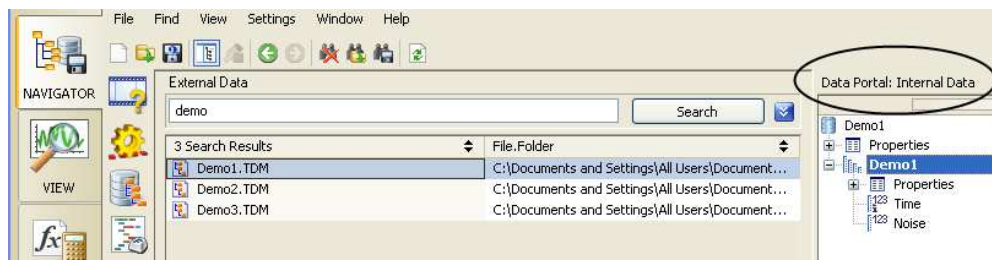 File Find View Settings Window Help
NAVIGATOR
VIEW
fx
External Data
demo
Search
3 Search Results
File.Folder
Demo1.TDM
C:\Documents and Settings\All Users\Document...
Demo2.TDM
C:\Documents and Settings\All Users\Document...
Demo3.TDM
C:\Documents and Settings\All Users\Document...
Data Portal: Internal Data
Demo1
Properties
Demo1
Properties
123 Time
123 Noise